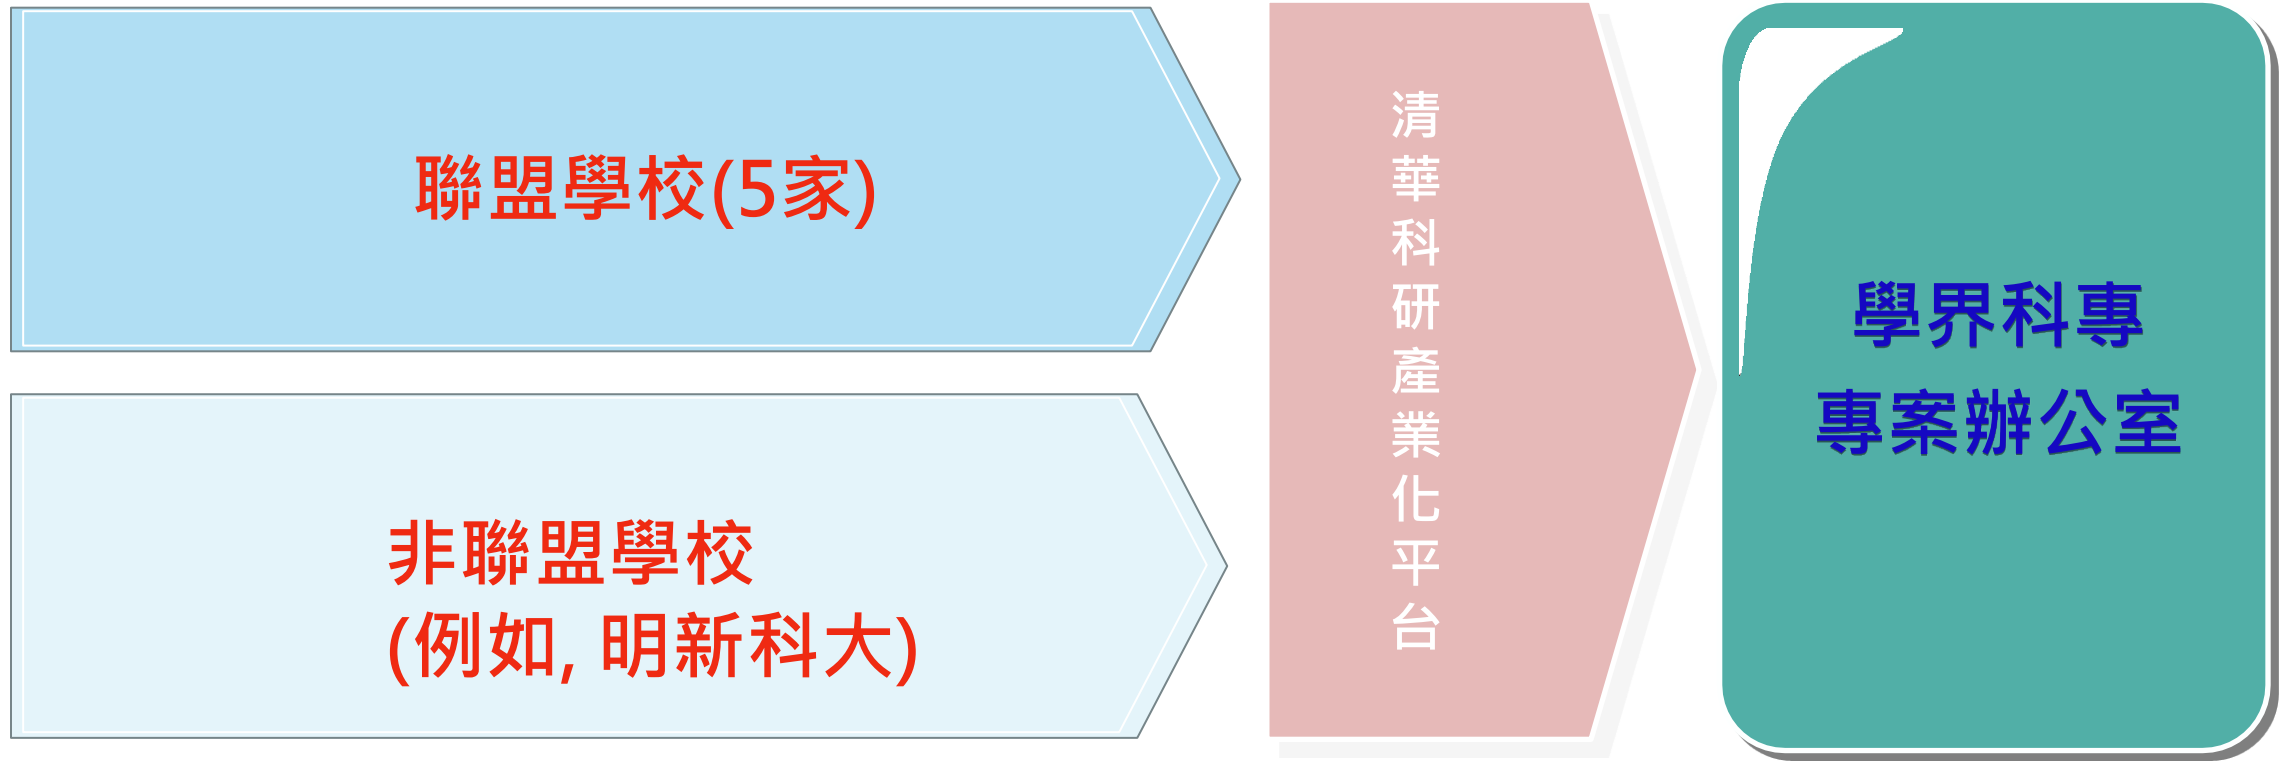 聯盟學校(5家)
非聯盟學校
(例如, 明新科大)
清華科研產業化平台
學界科專
專案辦公室